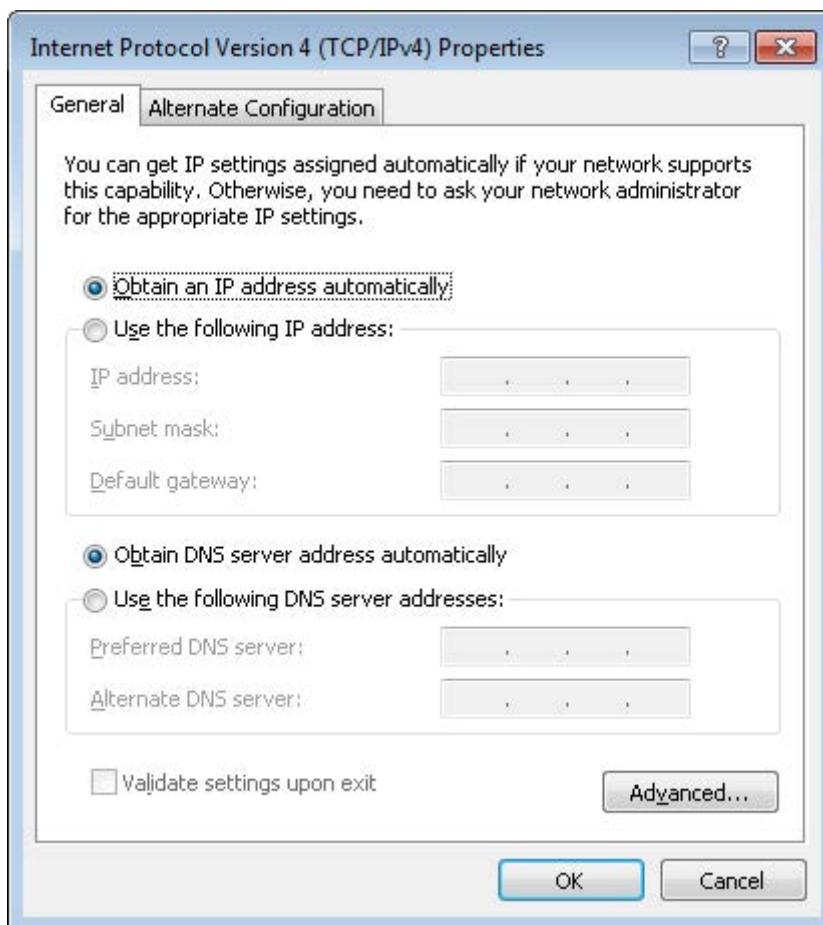 Internet Protocol Version 4 (TCP/IPv4) Properties
?
General
Alternate Configuration
You can get IP settings assigned automatically if your network supports
this capability. Otherwise, you need to ask your network administrator
for the appropriate IP settings.
Obtain an IP address automatically
Use the following IP address:
IP address:
. . .
Subnet mask:
. . .
Default gateway:
. . .
Obtain DNS server address automatically
Use the following DNS server addresses:
Preferred DNS server:
. . .
Alternate DNS server:
. . .
Validate settings upon exit
Advanced...
OK
Cancel